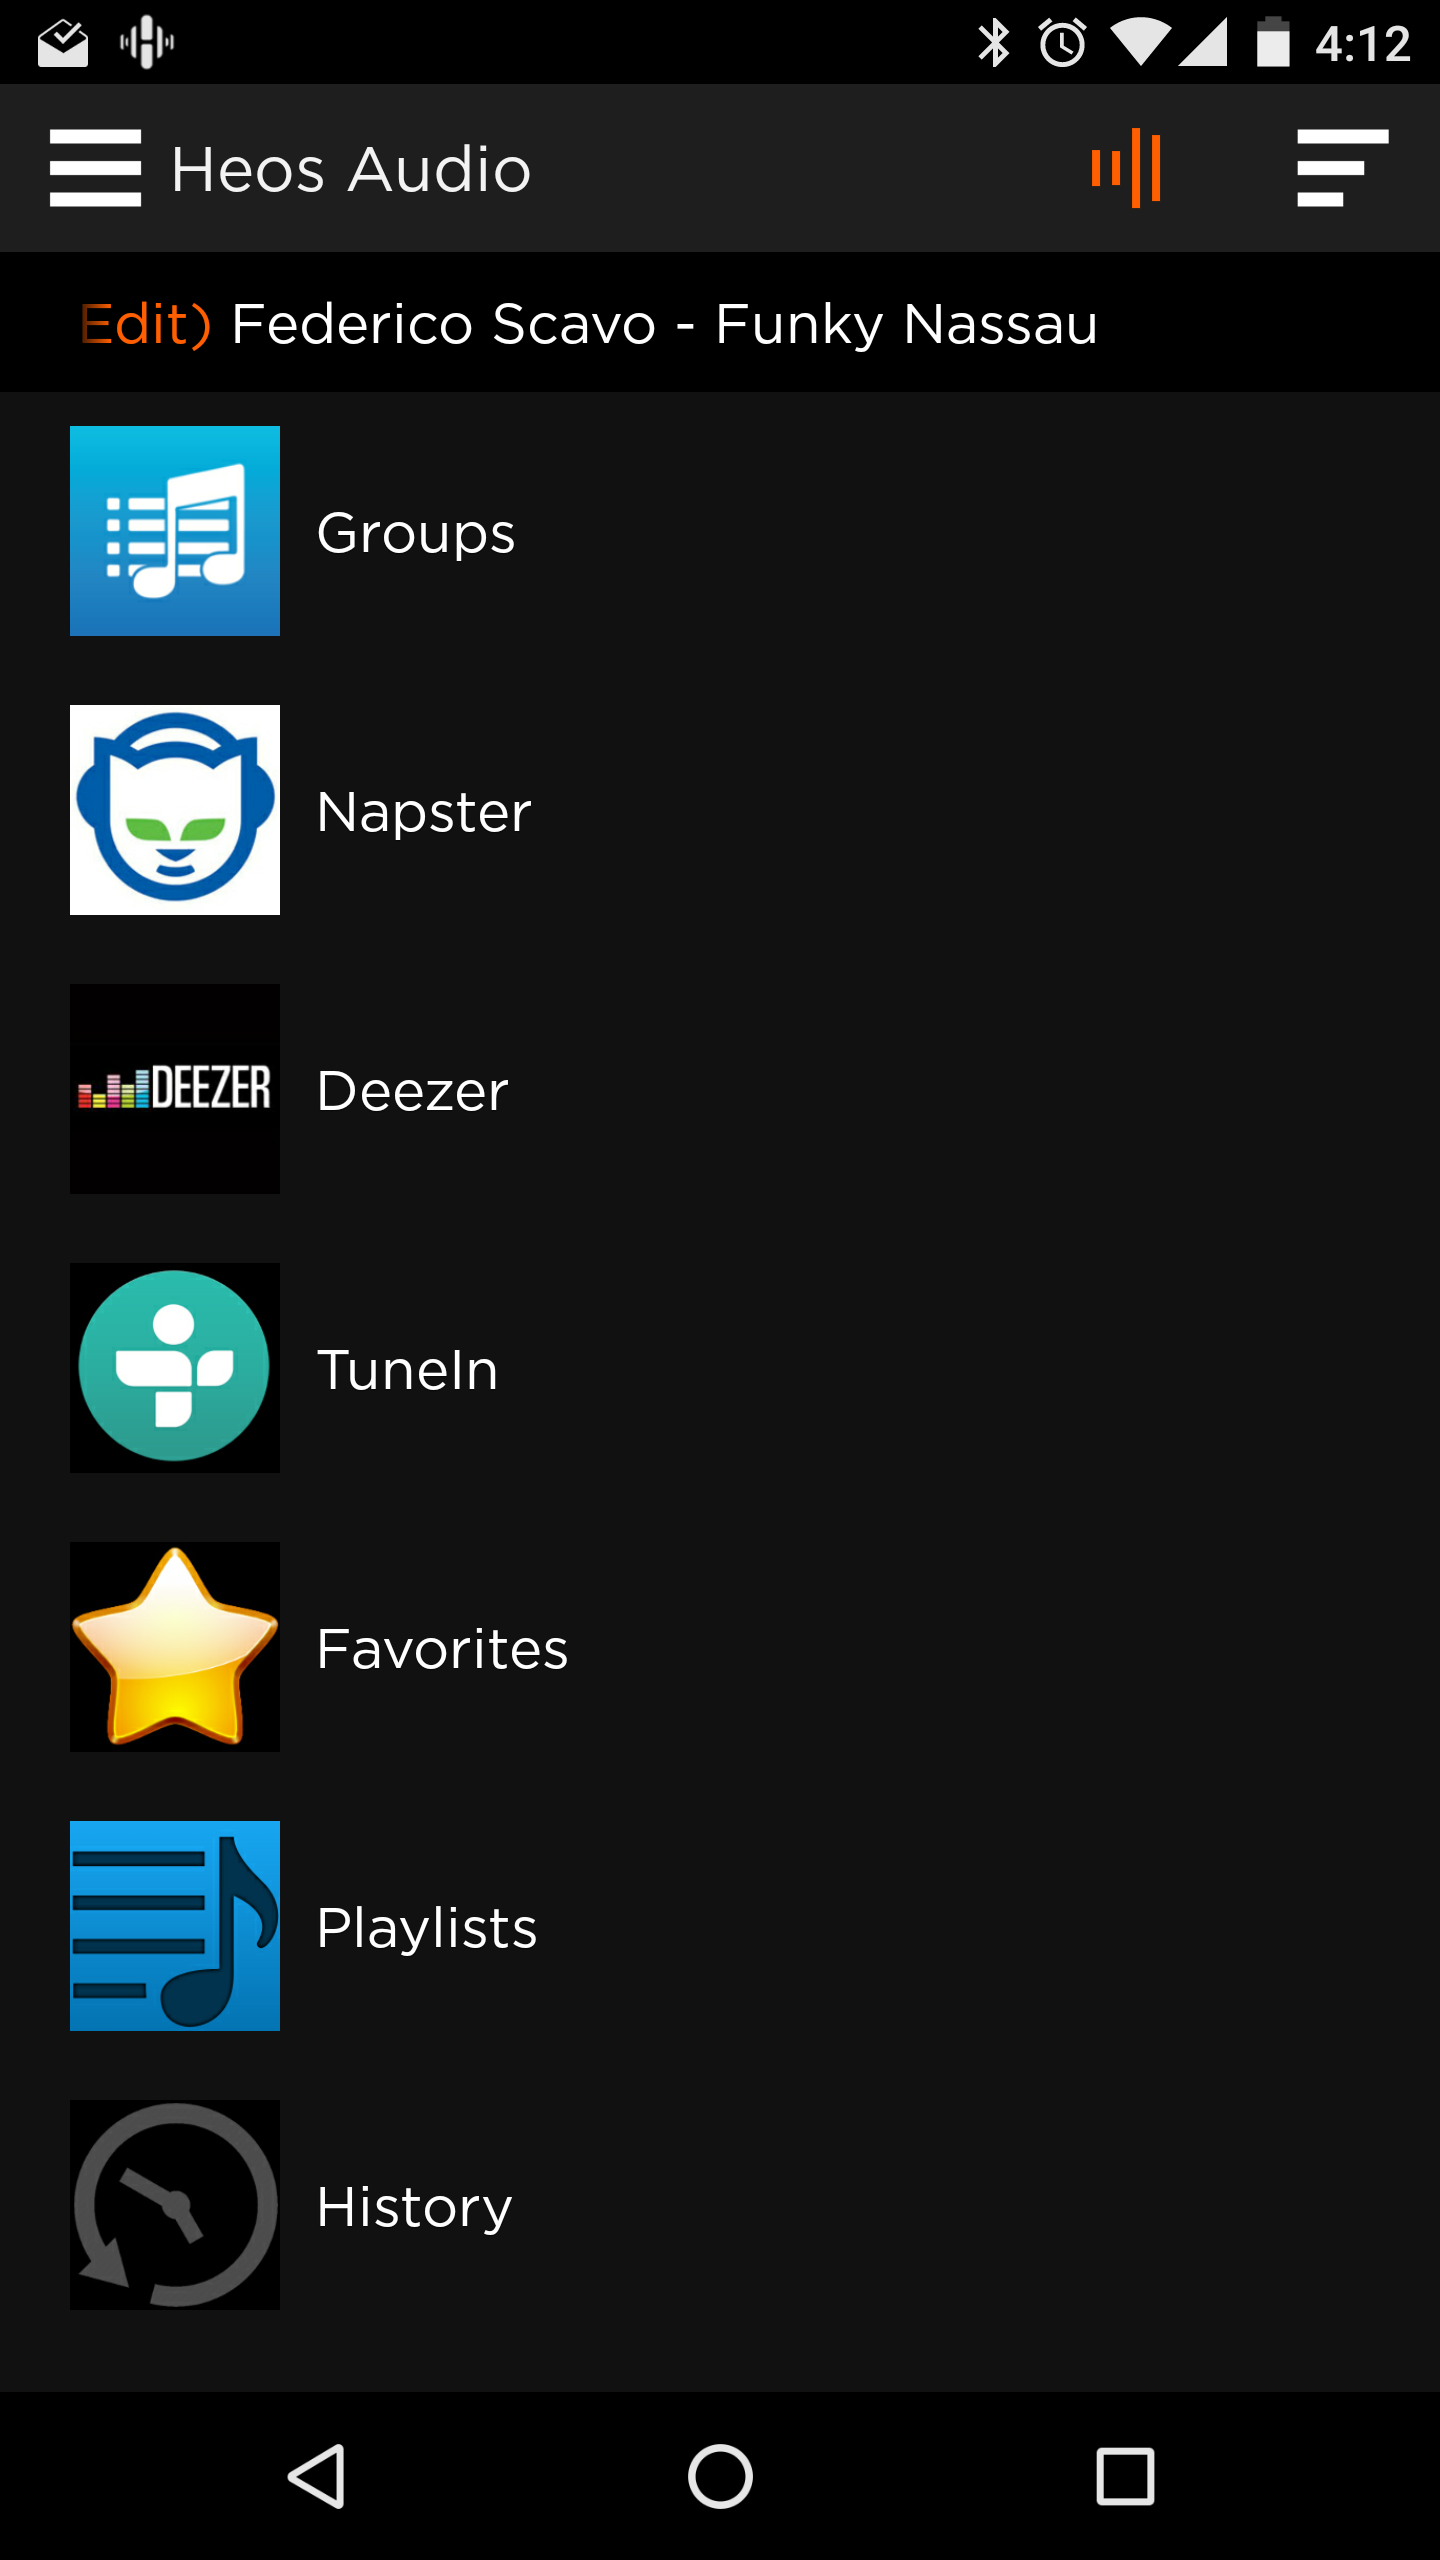 4:12
Heos Audio
Edit) Federico Scavo - Funky Nassau
Groups
Napster
DEEZER Deezer
TuneIn
Favorites
Playlists
History